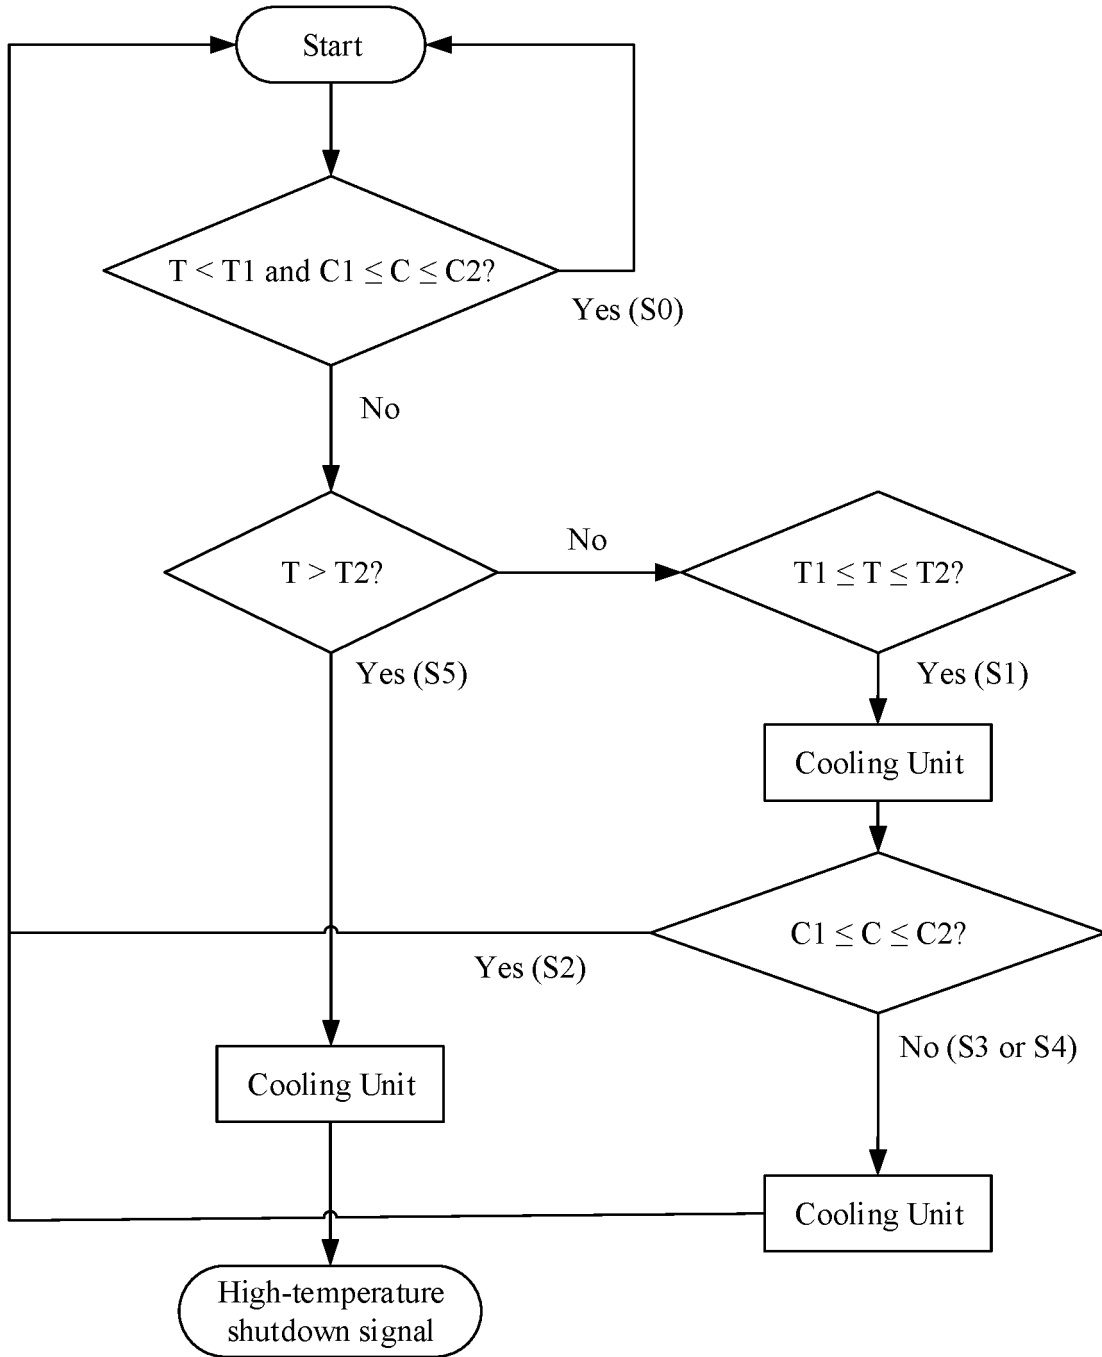 Start
T < T1 and C1 ≤ C ≤ C2?
Yes (S0)
No
T > T2?
No
T1 ≤ T ≤ T2?
Yes (S5)
Yes (S1)
Cooling Unit
C1 ≤ C ≤ C2?
Yes (S2)
No (S3 or S4)
Cooling Unit
Cooling Unit
High-temperature
shutdown signal